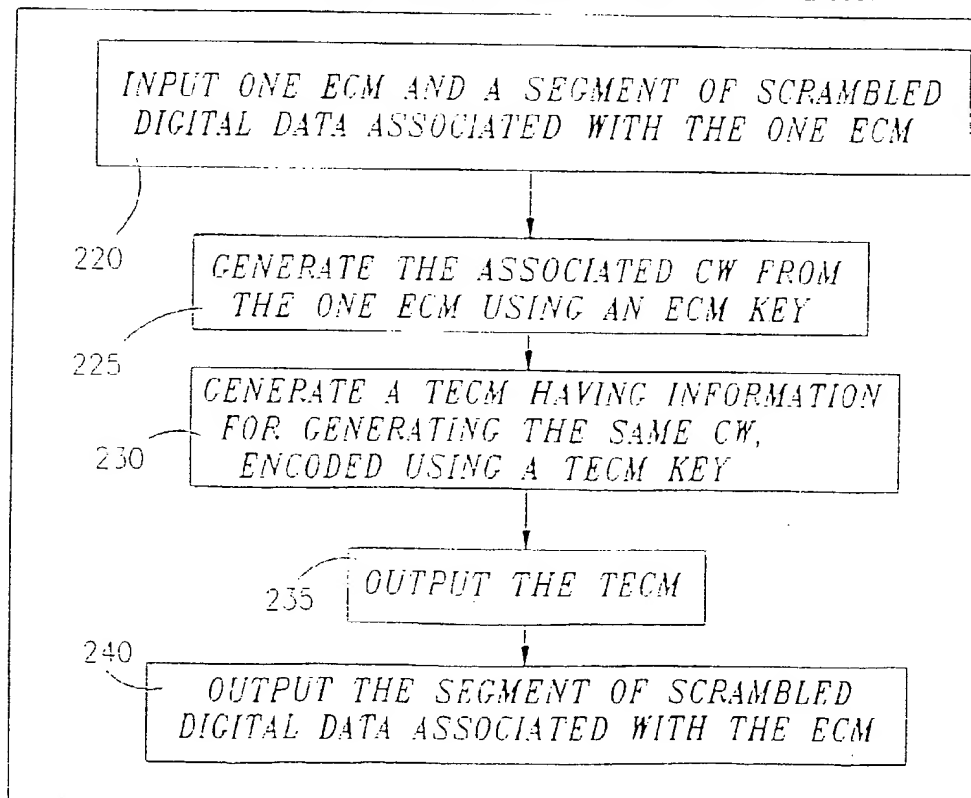 INPUT ONE ECM AND A SEGMENT OF SCRAMBLED
DIGITAL DATA ASSOCIATED WITH THE ONE ECM
220
GENERATE THE ASSOCIATED CW FROM
THE ONE ECM USING AN ECM KEY
225
GENERATE A TECM HAVING INFORMATION
FOR GENERATING THE SAME CW,
ENCODED USING A TECM KEY
230
OUTPUT THE TECM
235
240
OUTPUT THE SEGMENT OF SCRAMBLED
DIGITAL DATA ASSOCIATED WITH THE ECM